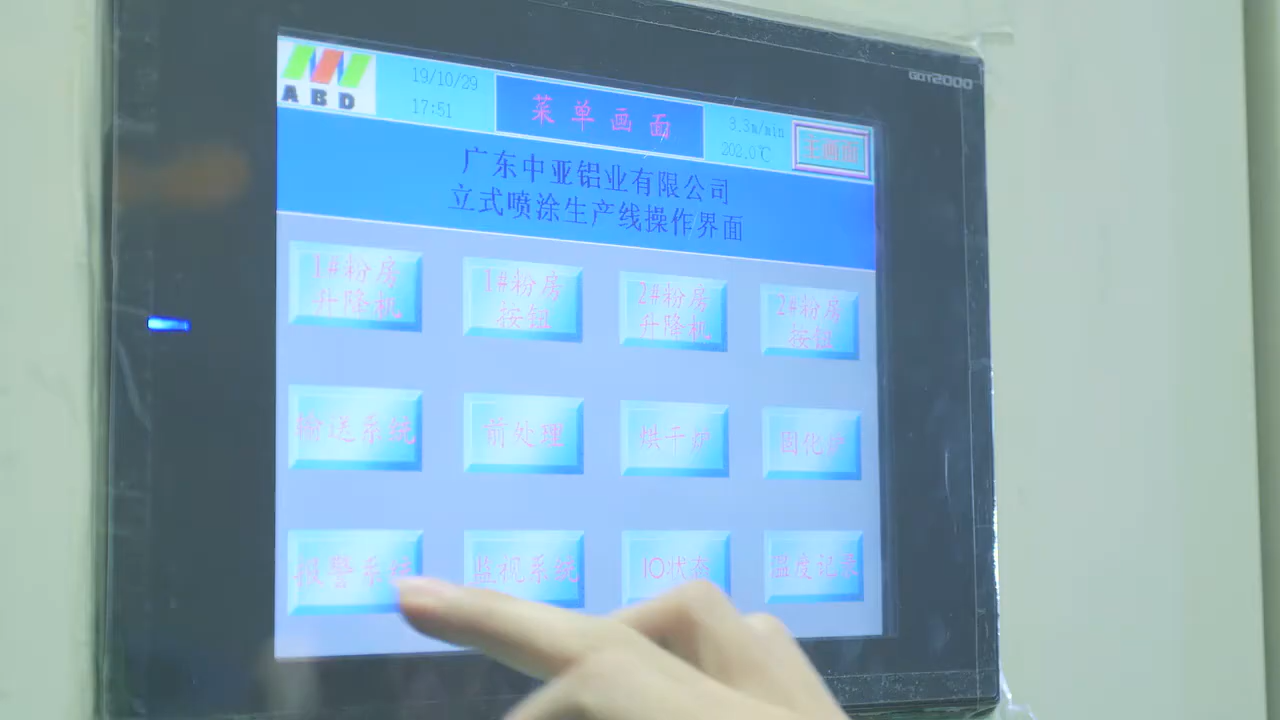 ABD
19/10/29
17:51
菜单画面
3.3m/min
202.0℃
主画面
GOT2000
广东中亚铝业有限公司
立式喷涂生产线操作界面
1#粉房
升降机
1#粉房
按钮
2#粉房
升降机
2#粉房
按钮
输送系统
前处理
烘干炉
固化炉
报警系统
监视系统
IO状态
温度记录